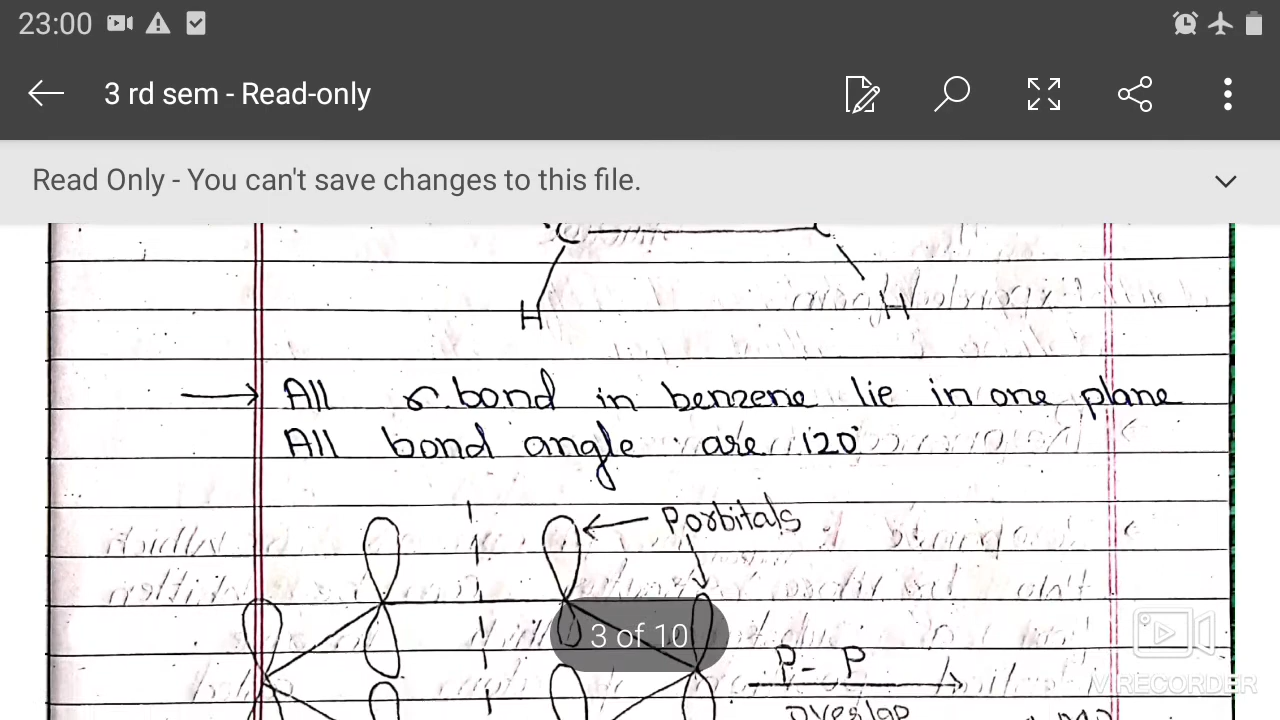 23:00
3 rd sem - Read-only
Read Only - You can't save changes to this file.
C C
H H
→ All σ bond in benzene lie in one plane
All bond angle are 120°
← P orbitals
3 of 10
P - P
overlap
VRECORDER